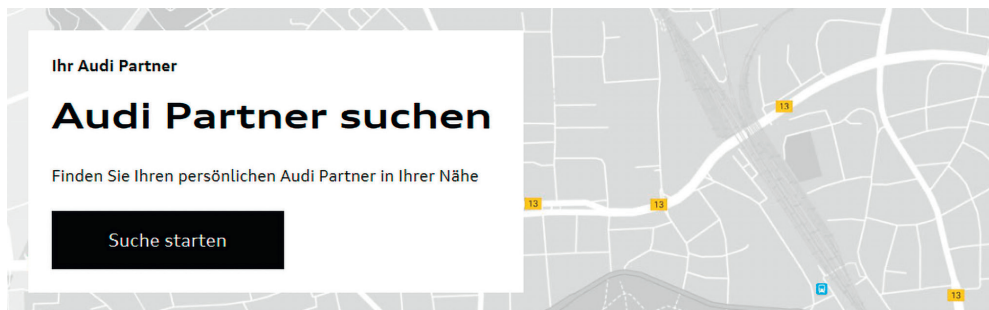 Ihr Audi Partner
Audi Partner suchen
Finden Sie Ihren persönlichen Audi Partner in Ihrer Nähe
Suche starten
13
13
13
13